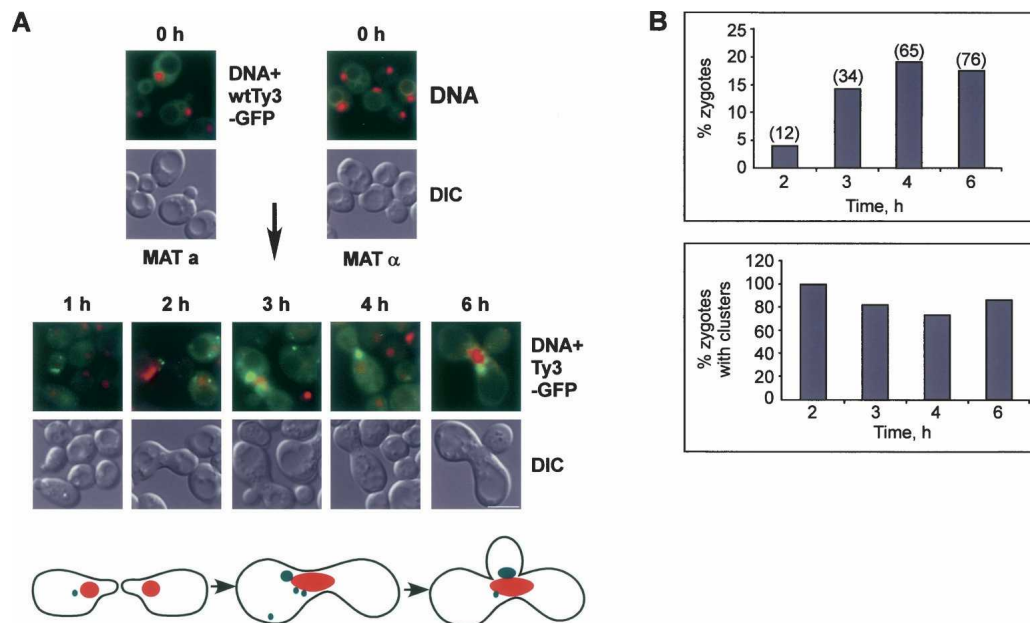 A
0 h
0 h
DNA+
wtTy3
-GFP
DNA
DIC
MAT a
MAT α
1 h
2 h
3 h
4 h
6 h
DNA+
Ty3
-GFP
DIC
B
% zygotes
25
20
15
10
5
0
(12)
(34)
(65)
(76)
2
3
4
6
Time, h
% zygotes
with clusters
120
100
80
60
40
20
0
2
3
4
6
Time, h